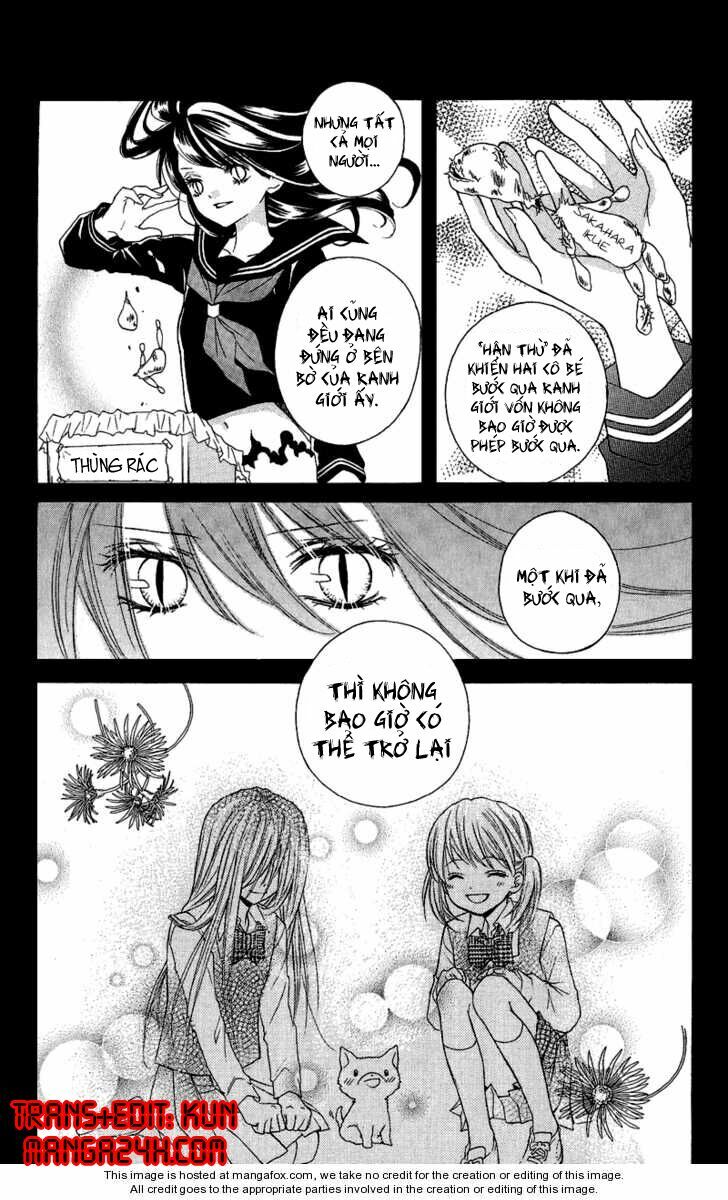 'HẬN THÙ' ĐÃ
KHIẾN HAI CÔ BÉ
BƯỚC QUA RANH
GIỚI VỐN KHÔNG
BAO GIỜ ĐƯỢC
PHÉP BƯỚC QUA.
SAKAHARA
KUE
NHƯNG TẤT
CẢ MỌI
NGƯỜI...
AI CŨNG
ĐỀU ĐANG
ĐỨNG Ở BÊN
BỜ CỦA RANH
GIỚI ẤY.
THÙNG RÁC
MỘT KHI ĐÃ
BƯỚC QUA,
THÌ KHÔNG
BAO GIỜ CÓ
THỂ TRỞ LẠI
TRANS+EDIT: KUN
MANGA24H.COM
This image is hosted at mangafox.com, we take no credit for the creation or editing of this image.
All credit goes to the appropriate parties involved in the creation or editing of this image.